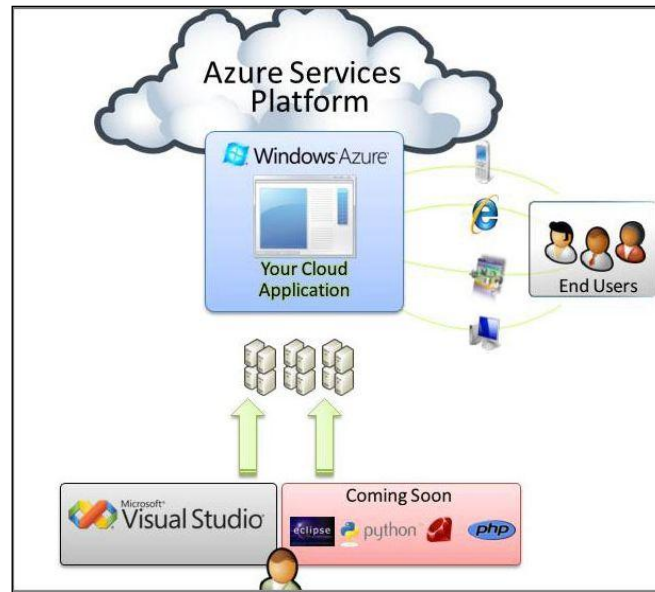 Azure Services
Platform
Windows Azure
Your Cloud
Application
End Users
Microsoft
Visual Studio
Coming Soon
eclipse
python
php